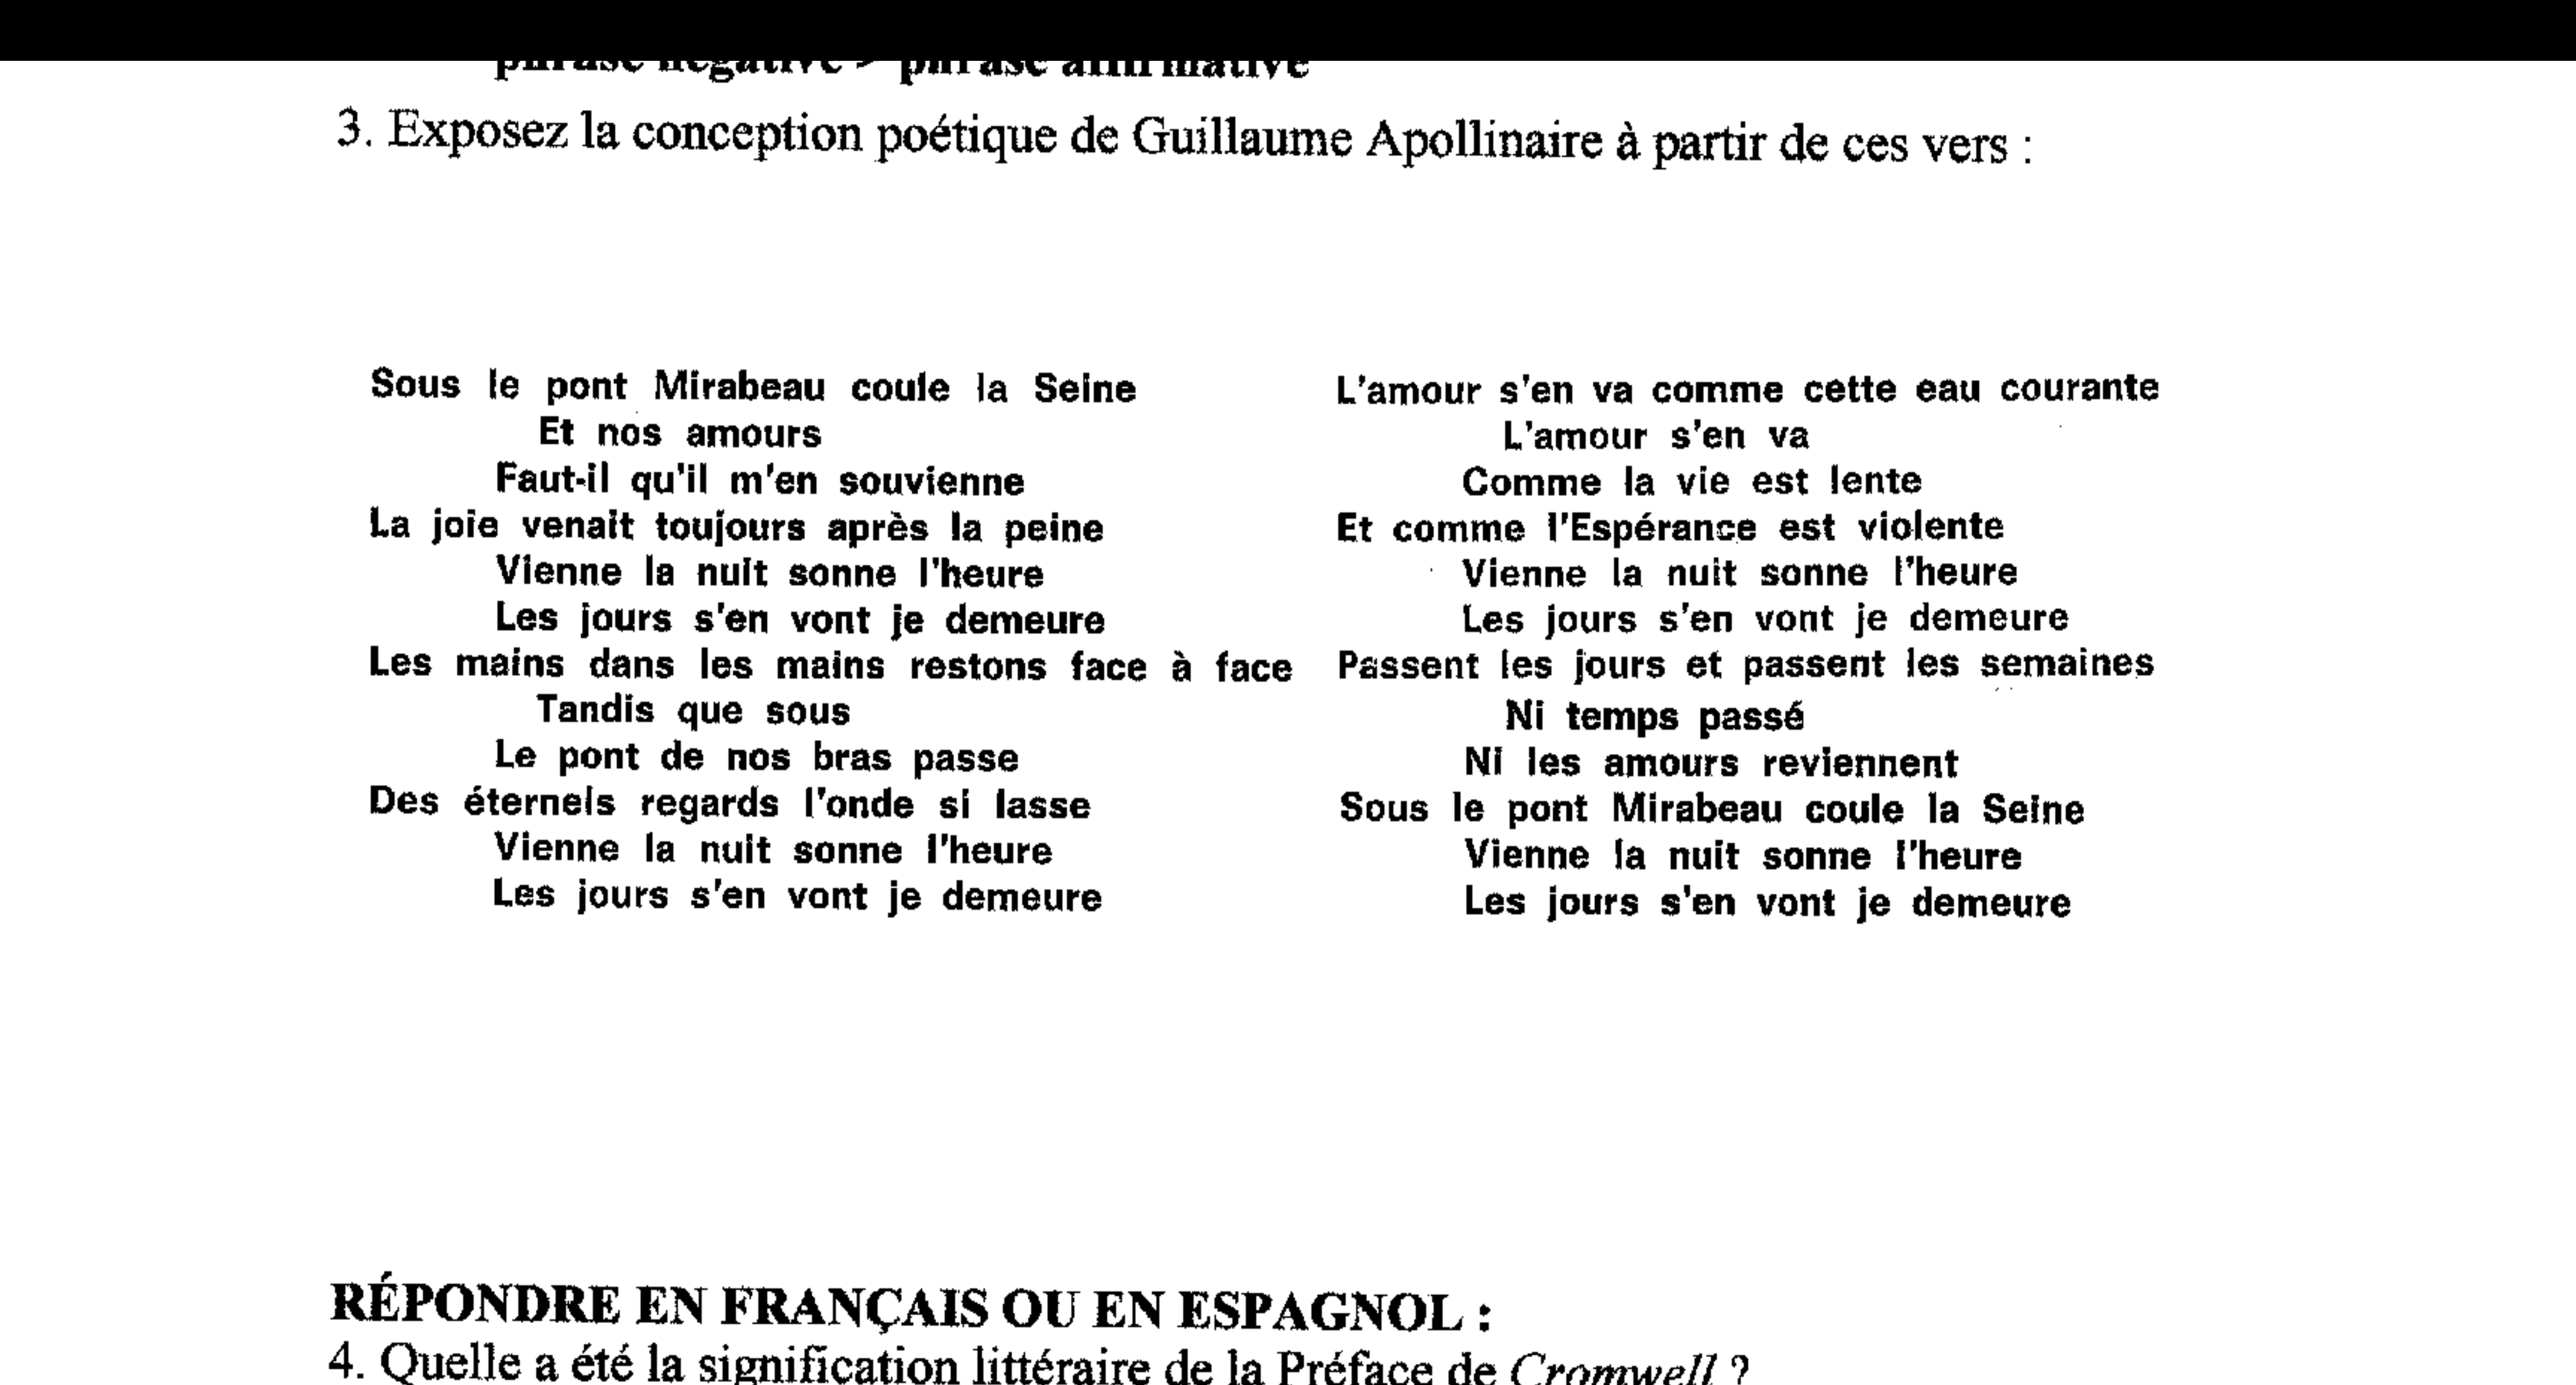 phrase négative > phrase affirmative
3. Exposez la conception poétique de Guillaume Apollinaire à partir de ces vers :
Sous le pont Mirabeau coule la Seine
Et nos amours
Faut-il qu'il m'en souvienne
La joie venait toujours après la peine
Vienne la nuit sonne l'heure
Les jours s'en vont je demeure
Les mains dans les mains restons face à face
Tandis que sous
Le pont de nos bras passe
Des éternels regards l'onde si lasse
Vienne la nuit sonne l'heure
Les jours s'en vont je demeure
L'amour s'en va comme cette eau courante
L'amour s'en va
Comme la vie est lente
Et comme l'Espérance est violente
Vienne la nuit sonne l'heure
Les jours s'en vont je demeure
Passent les jours et passent les semaines
Ni temps passé
Ni les amours reviennent
Sous le pont Mirabeau coule la Seine
Vienne la nuit sonne l'heure
Les jours s'en vont je demeure
RÉPONDRE EN FRANÇAIS OU EN ESPAGNOL :
4. Quelle a été la signification littéraire de la Préface de Cromwell ?